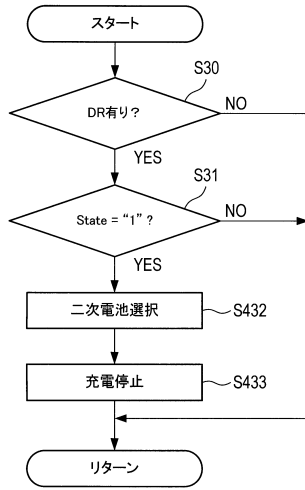 スタート
S30
DR有り?
NO
YES
S31
State = “1” ?
NO
YES
二次電池選択
S432
充電停止
S433
リターン